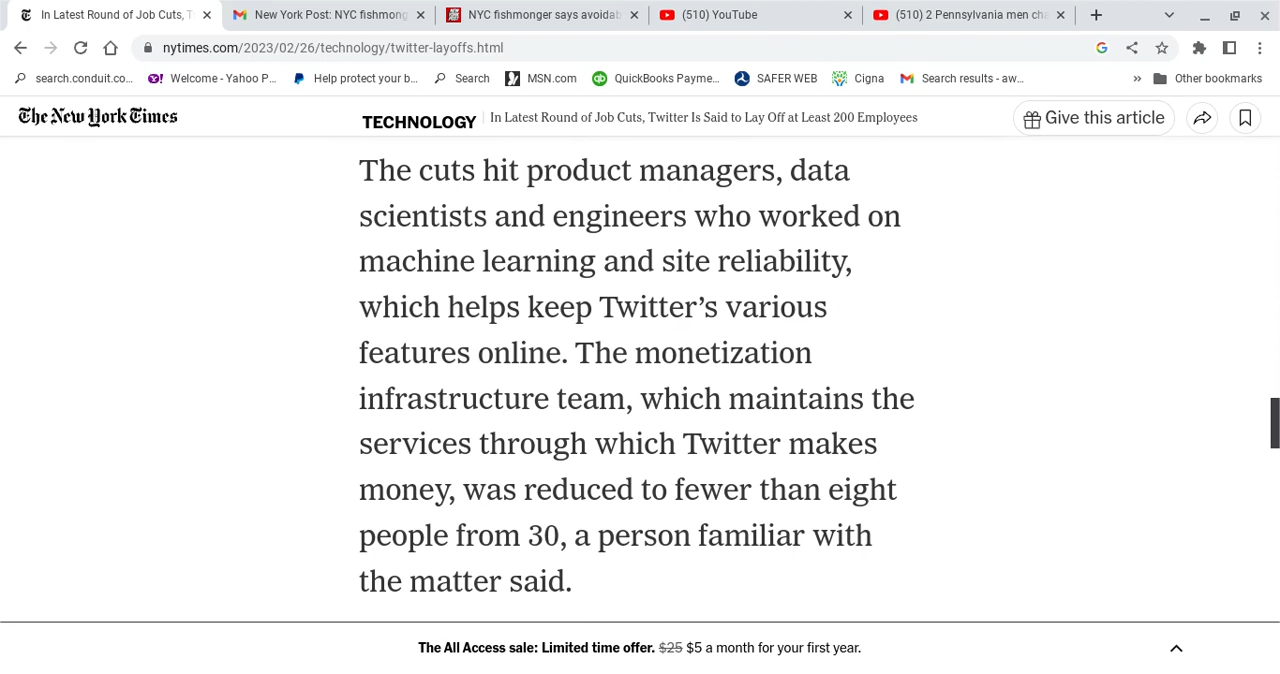 In Latest Round of Job Cuts, T
New York Post: NYC fishmong
NYC fishmonger says avoidab
(510) YouTube
(510) 2 Pennsylvania men cha
nytimes.com/2023/02/26/technology/twitter-layoffs.html
search.conduit.co...
Welcome - Yahoo P...
Help protect your b...
Search
MSN.com
QuickBooks Payme...
SAFER WEB
Cigna
Search results - aw...
Other bookmarks
The New York Times
TECHNOLOGY
In Latest Round of Job Cuts, Twitter Is Said to Lay Off at Least 200 Employees
Give this article
The cuts hit product managers, data
scientists and engineers who worked on
machine learning and site reliability,
which helps keep Twitter’s various
features online. The monetization
infrastructure team, which maintains the
services through which Twitter makes
money, was reduced to fewer than eight
people from 30, a person familiar with
the matter said.
The All Access sale: Limited time offer. $25 $5 a month for your first year.